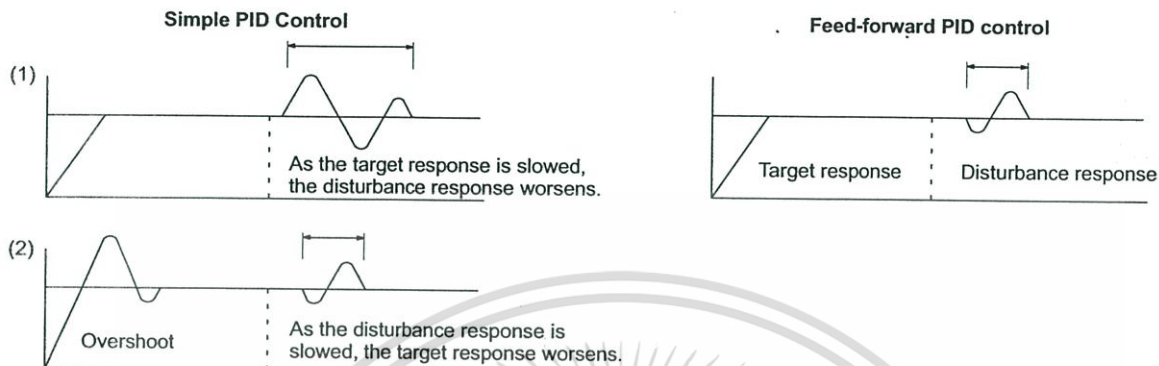 Simple PID Control
Feed-forward PID control
(1)
As the target response is slowed,
the disturbance response worsens.
Target response
Disturbance response
(2)
Overshoot
As the disturbance response is
slowed, the target response worsens.